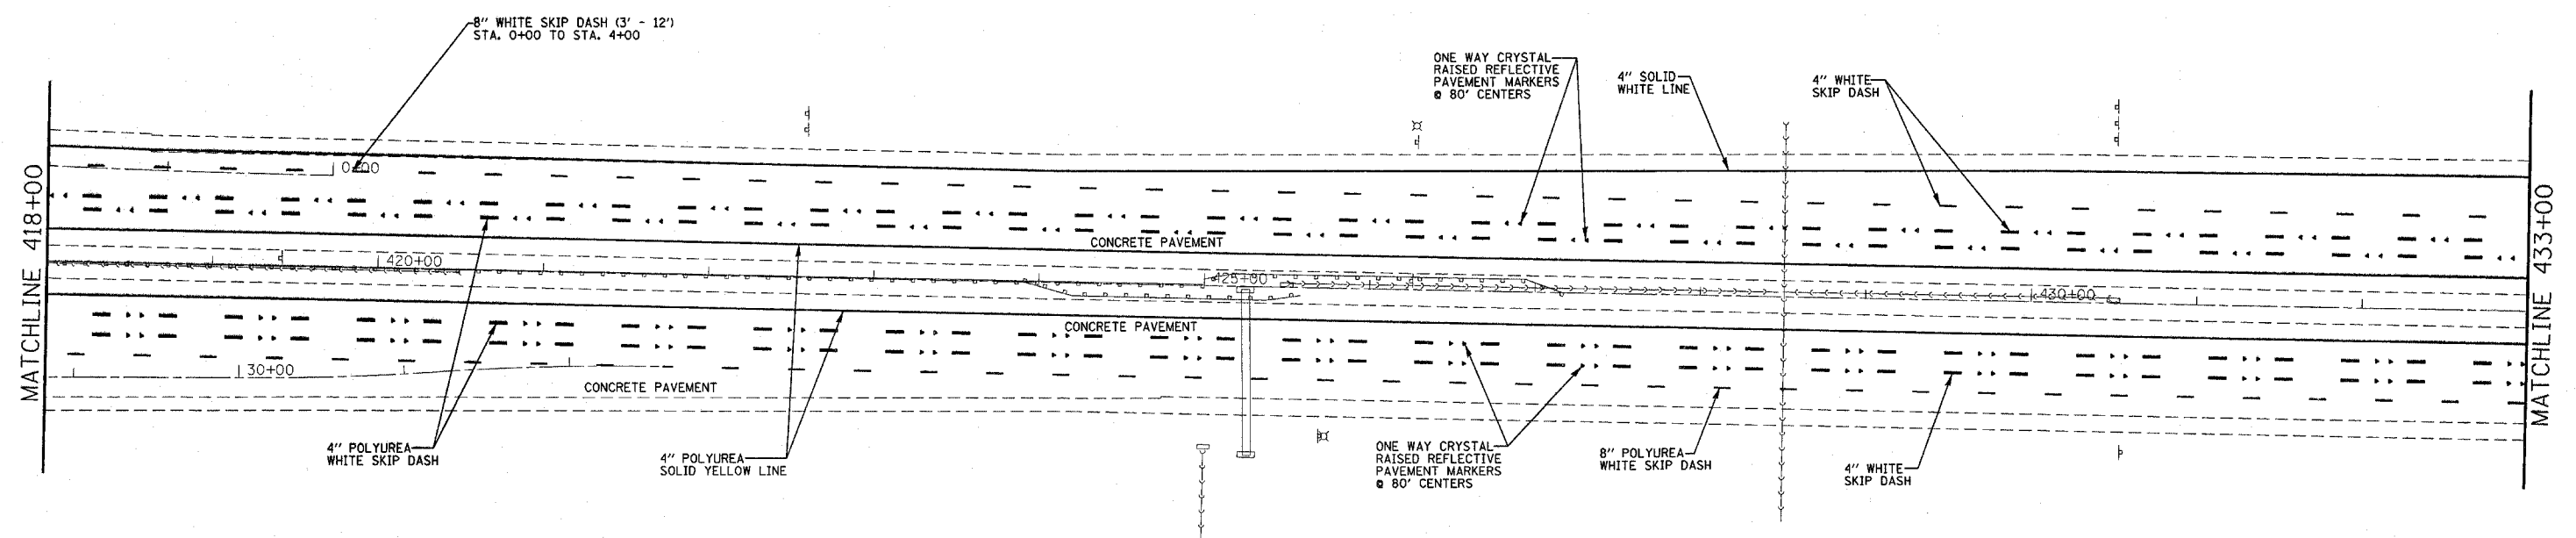 8" WHITE SKIP DASH (3' - 12')
STA. 0+00 TO STA. 4+00
ONE WAY CRYSTAL
RAISED REFLECTIVE
PAVEMENT MARKERS
@ 80' CENTERS
4" SOLID
WHITE LINE
4" WHITE
SKIP DASH
MATCHLINE 418+00
0+00
CONCRETE PAVEMENT
420+00
425+00
430+00
MATCHLINE 433+00
CONCRETE PAVEMENT
30+00
CONCRETE PAVEMENT
4" POLYUREA
WHITE SKIP DASH
4" POLYUREA
SOLID YELLOW LINE
ONE WAY CRYSTAL
RAISED REFLECTIVE
PAVEMENT MARKERS
@ 80' CENTERS
8" POLYUREA
WHITE SKIP DASH
4" WHITE
SKIP DASH